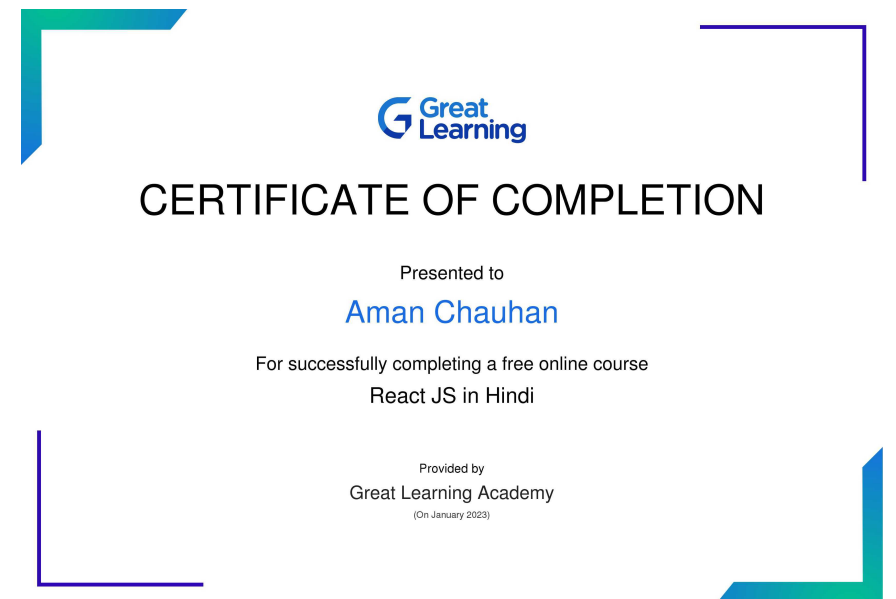 Great
Learning
CERTIFICATE OF COMPLETION
Presented to
Aman Chauhan
For successfully completing a free online course
React JS in Hindi
Provided by
Great Learning Academy
(On January 2023)